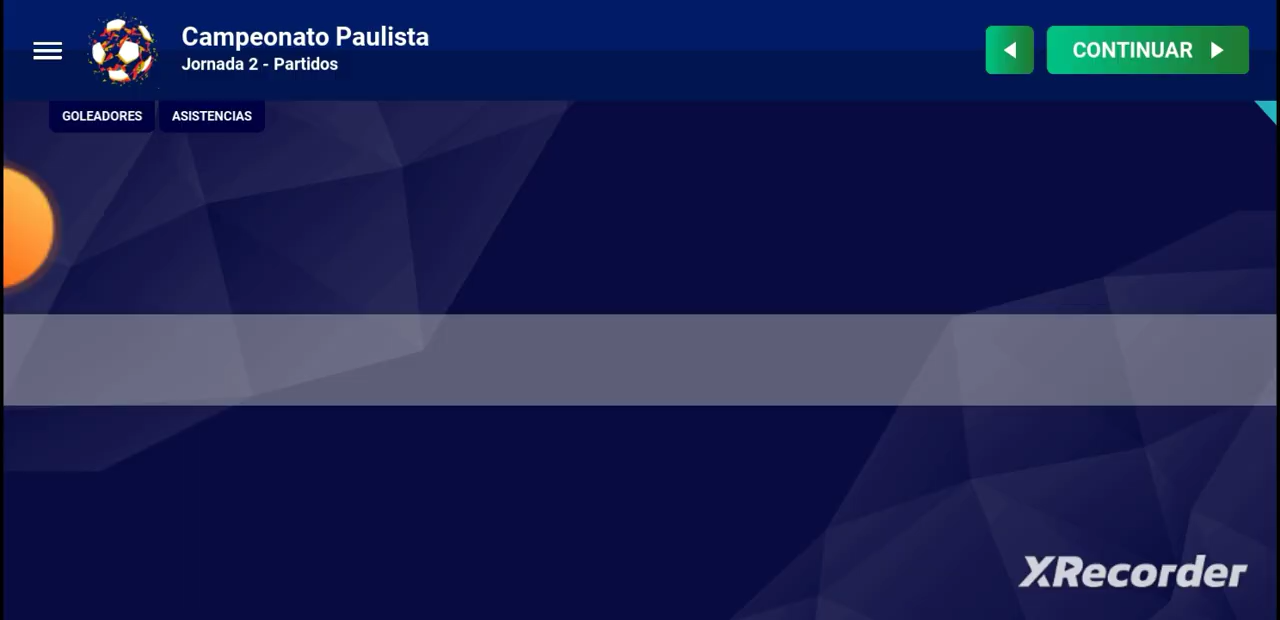 Campeonato Paulista
Jornada 2 - Partidos
CONTINUAR
GOLEADORES
ASISTENCIAS
XRecorder